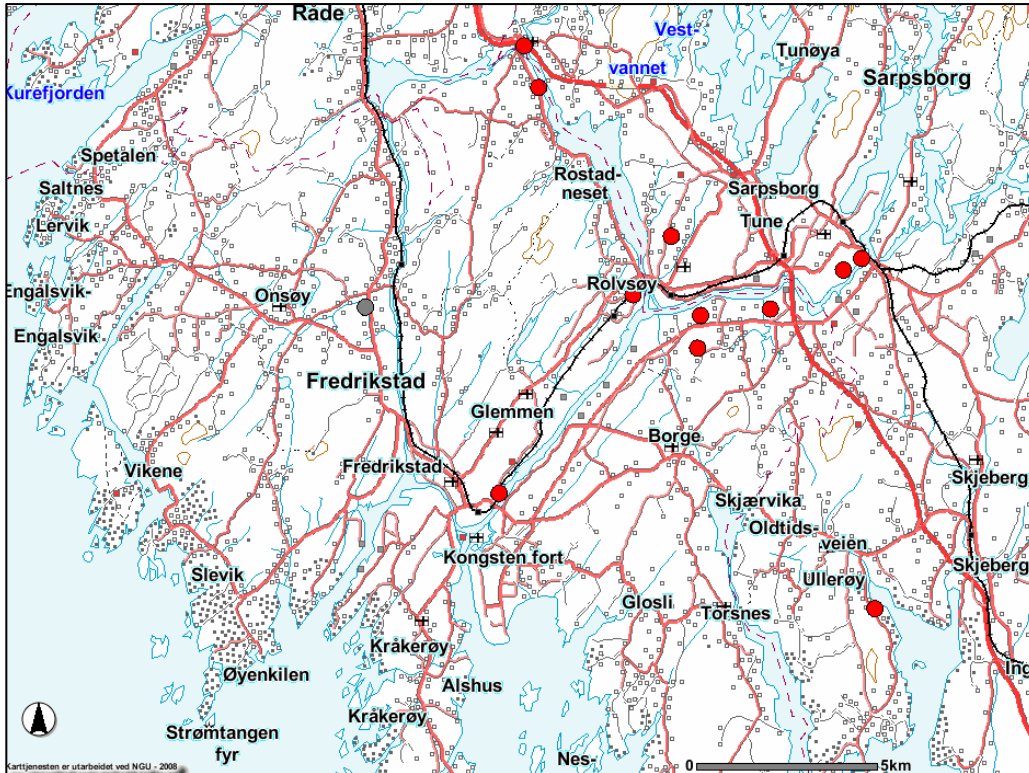 Råde
Vest-
vannet
Tunøya
Sarpsborg
Kurefjorden
Spetalen
Saltnes
Lervik
Rostad-
neset
Sarpsborg
Tune
Engalsvik-
Onsøy
Rolvsøy
Engalsvik
Fredrikstad
Glemmen
Borge
Fredrikstad
Vikene
Skjeberg
Skjærvika
Oldtids-
veien
Kongsten fort
Skjeberg
Slevik
Ullerøy
Glosli
Torsnes
Kråkerøy
Øyenkilen
Alshus
Ing
Kråkerøy
Strømtangen
fyr
Nes-
0
5km
Karttjenesten er utarbeidet ved NGU - 2008